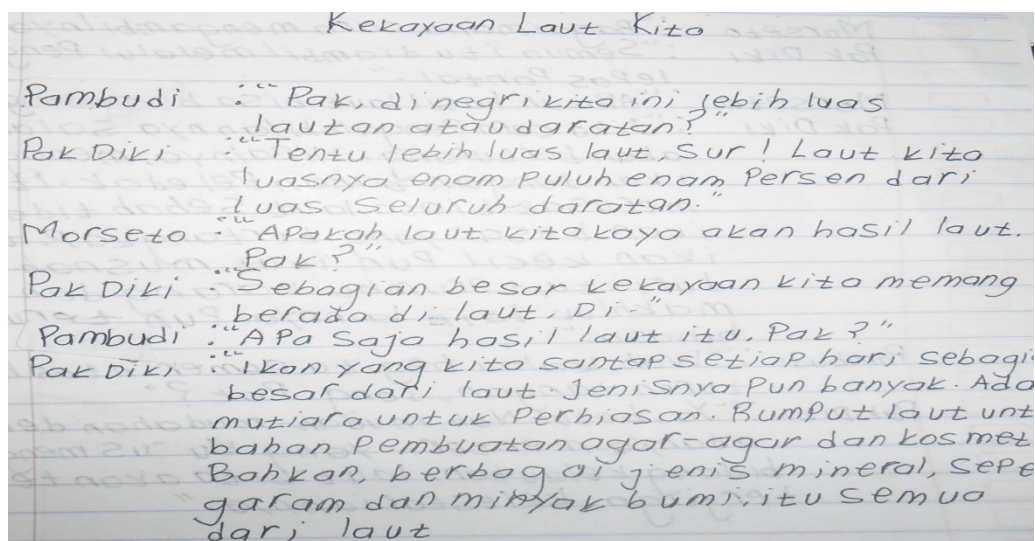 Kekayaan Laut Kita
Pambudi : "Pak, di negri kita ini lebih luas
lautan atau daratan?"
Pak Diki : "Tentu lebih luas laut, Sur! Laut kita
luasnya enam puluh enam persen dari
luas seluruh daratan."
Morseto : "Apakah laut kita kaya akan hasil laut.
Pak?"
Pak Diki : "Sebagian besar kekayaan kita memang
berada di laut, Di."
Pambudi : "Apa saja hasil laut itu, Pak?"
Pak Diki : "Ikan yang kita santap setiap hari sebagi
besar dari laut jenisnya pun banyak. Ada
mutiara untuk perhiasan. Rumput laut unt
bahan pembuatan agar-agar dan kosmet
Bahkan, berbagai jenis mineral, sepe
garam dan minyak bumi, itu semua
dari laut